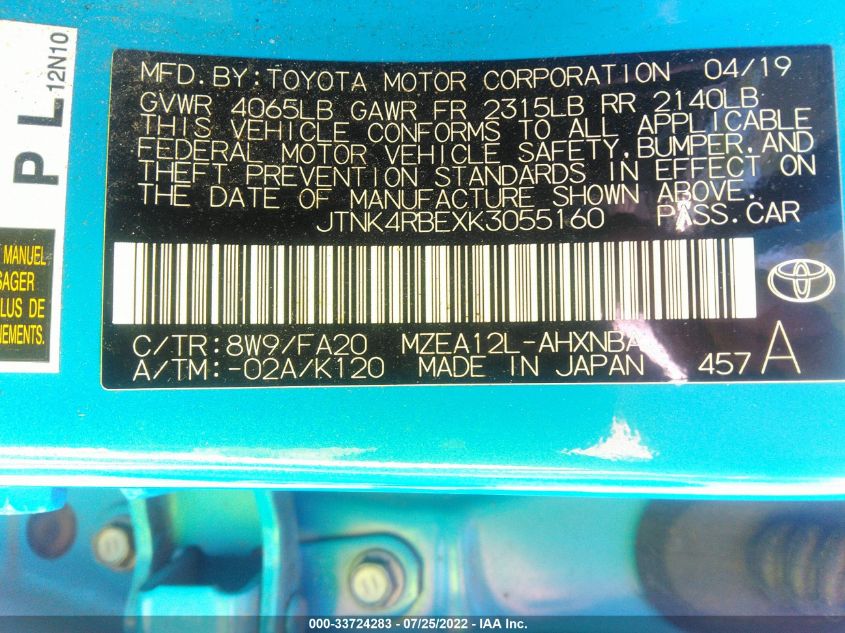 P L
12N10
MANUEL
SAGER
PLUS DE
NEMENTS.
MFD.BY:TOYOTA MOTOR CORPORATION 04/19
GVWR 4065LB GAWR FR 2315LB RR 2140LB
THIS VEHICLE CONFORMS TO ALL APPLICABLE
FEDERAL MOTOR VEHICLE SAFETY,BUMPER,AND
THEFT PREVENTION STANDARDS IN EFFECT ON
THE DATE OF MANUFACTURE SHOWN ABOVE.
JTNK4RBEXK3055160 PASS.CAR
C/TR:8W9/FA20 MZEA12L-AHXNBA
A/TM:-02A/K120 MADE IN JAPAN 457 A
000-33724283 - 07/25/2022 - IAA Inc.